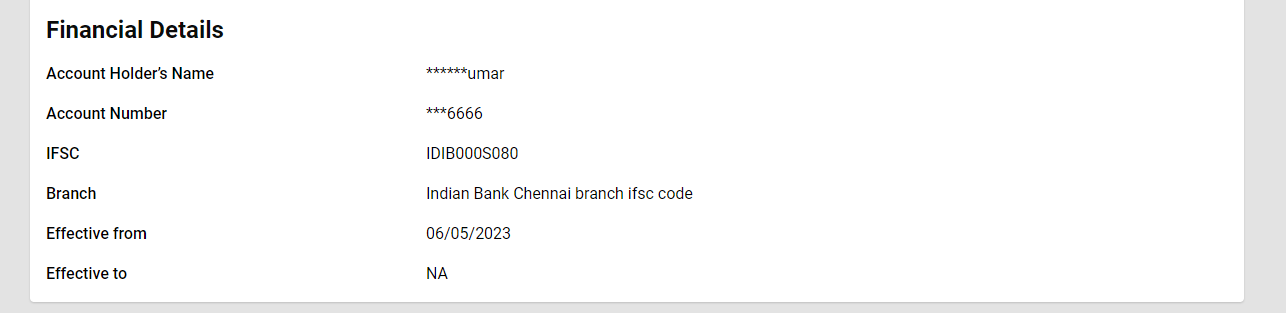 Financial Details
Account Holder’s Name ******umar
Account Number ***6666
IFSC IDIB000S080
Branch Indian Bank Chennai branch ifsc code
Effective from 06/05/2023
Effective to NA